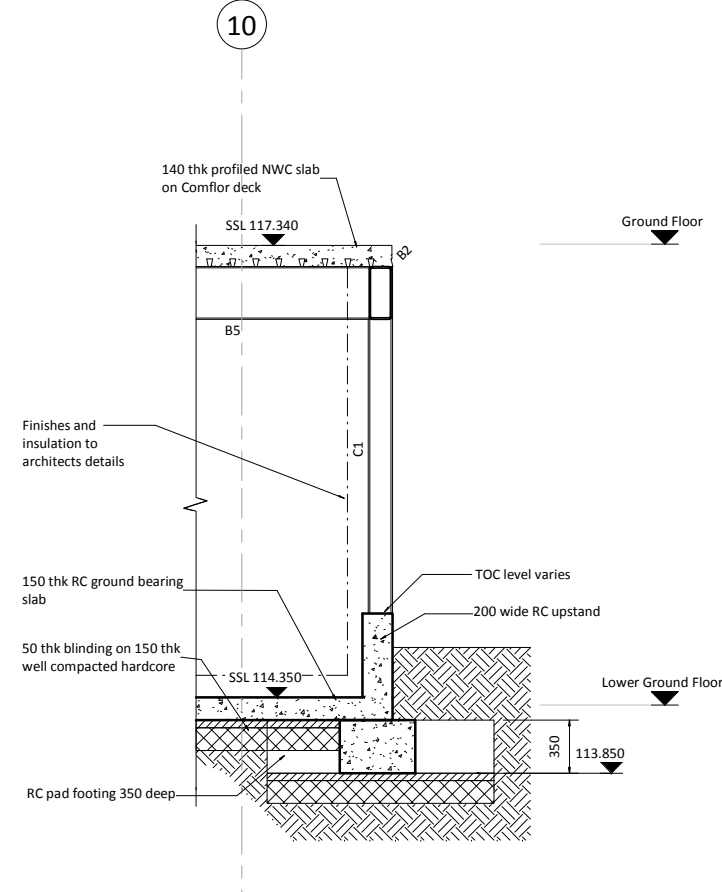 10
140 thk profiled NWC slab
on Comflor deck
SSL 117.340
Ground Floor
B2
B5
Finishes and
insulation to
architects details
C1
150 thk RC ground bearing
slab
TOC level varies
200 wide RC upstand
50 thk blinding on 150 thk
well compacted hardcore
SSL 114.350
Lower Ground Floor
350
113.850
RC pad footing 350 deep